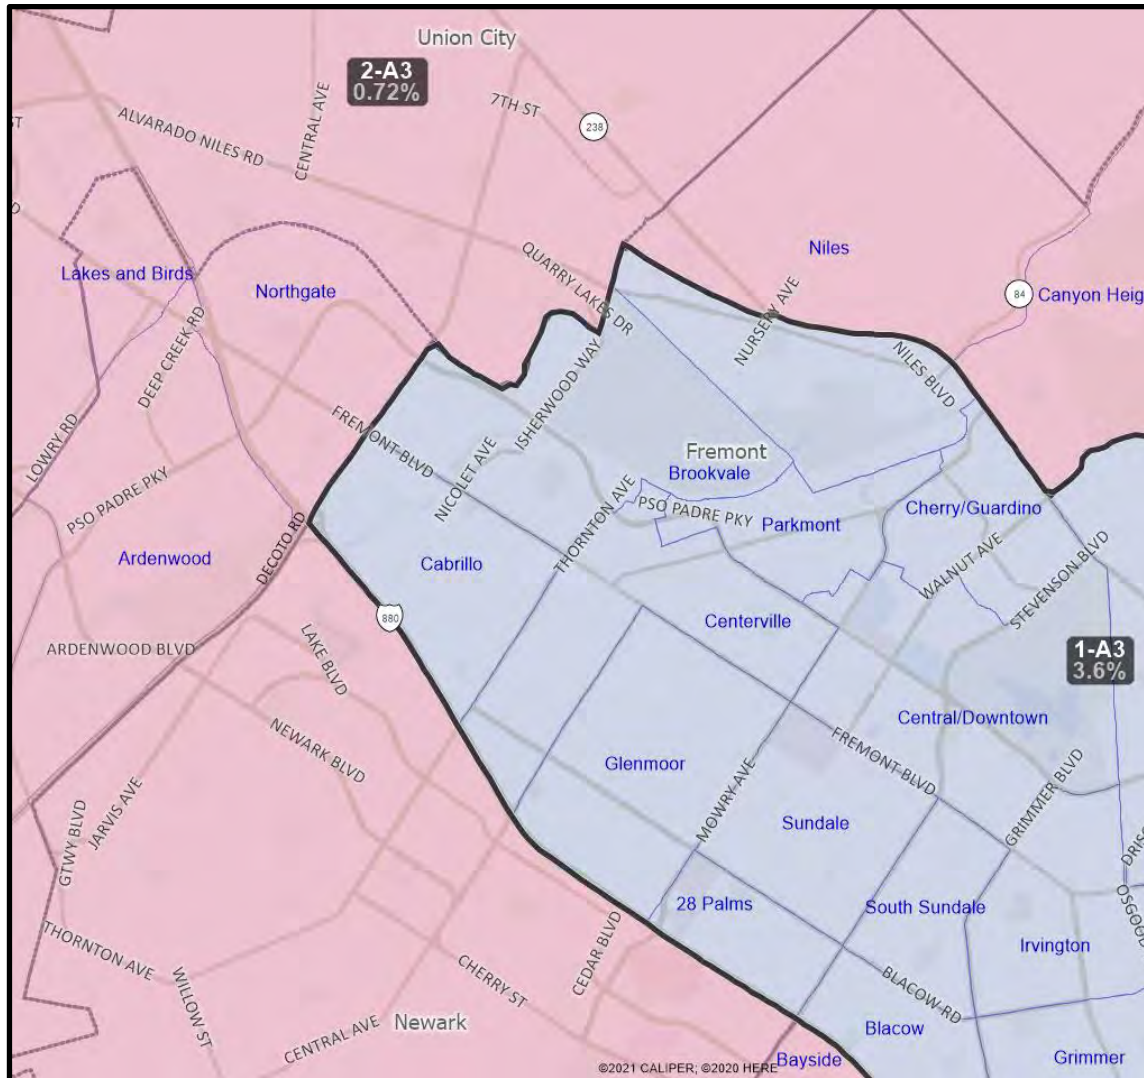 Union City
2-A3
0.72%
CENTRAL AVE
7TH ST
238
ST
ALVARADO NILES RD
D
Lakes and Birds
Northgate
QUARRY LAKES DR
Niles
84
Canyon Heig
NURSERY AVE
NILES BLVD
DEEP CREEK RD
ISHERWOOD WAY
LOWRY RD
FREMONT BLVD
NICOLET AVE
Fremont
Brookvale
THORNTON AVE
PSO PADRE PKY
PSO PADRE PKY
Parkmont
Cherry/Guardino
WALNUT AVE
STEVENSON BLVD
DECOTO RD
Ardenwood
Cabrillo
880
Centerville
ARDENWOOD BLVD
LAKE BLVD
1-A3
3.6%
NEWARK BLVD
Central/Downtown
Glenmoor
FREMONT BLVD
MOWRY AVE
GRIMMER BLVD
JARVIS AVE
GTWY BLVD
Sundale
DRIS
OSGOOD
28 Palms
South Sundale
Irvington
THORNTON AVE
WILLOW ST
CHERRY ST
CEDAR BLVD
BLACOW RD
CENTRAL AVE
Newark
Blacow
Bayside
Grimmer
©2021 CALIPER; ©2020 HERE